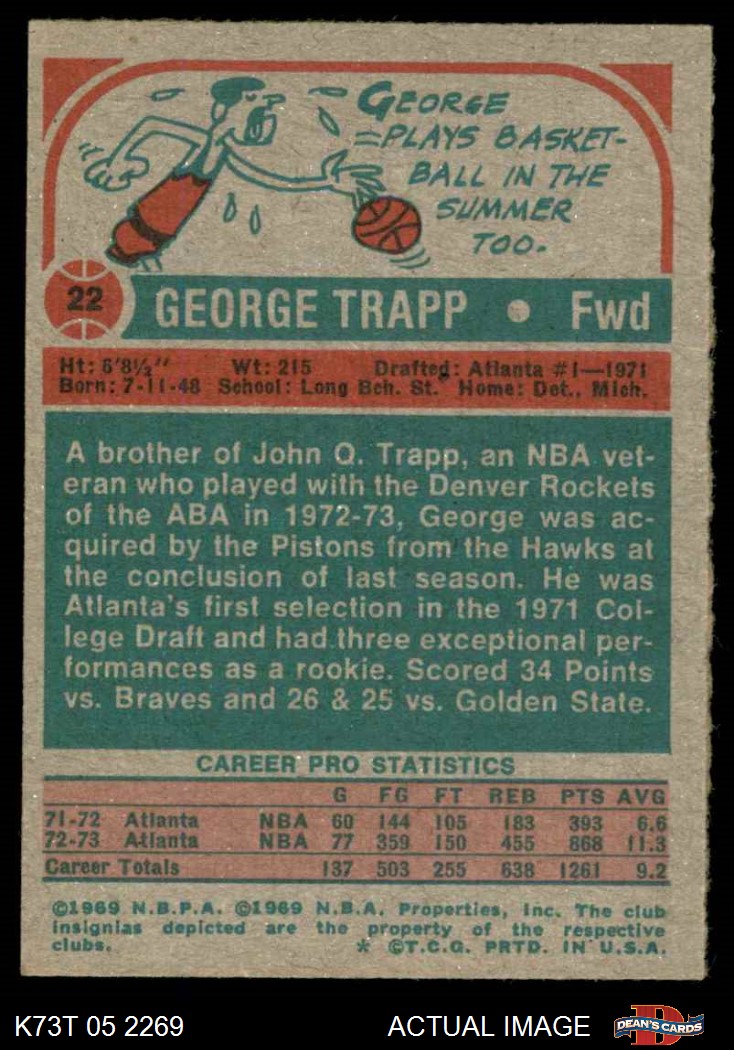 GEORGE
PLAYS BASKET-
BALL IN THE
SUMMER
TOO.
22 GEORGE TRAPP • Fwd
Ht: 6'8½" Wt: 215 Drafted: Atlanta #1—1971
Born: 7-11-48 School: Long Bch. St. Home: Det., Mich.
A brother of John Q. Trapp, an NBA vet-
eran who played with the Denver Rockets
of the ABA in 1972-73, George was ac-
quired by the Pistons from the Hawks at
the conclusion of last season. He was
Atlanta's first selection in the 1971 Col-
lege Draft and had three exceptional per-
formances as a rookie. Scored 34 Points
vs. Braves and 26 & 25 vs. Golden State.
CAREER PRO STATISTICS
G FG FT REB PTS AVG
71-72 Atlanta NBA 60 144 105 183 393 6.6
72-73 Atlanta NBA 77 359 150 455 868 11.3
Career Totals 137 503 255 638 1261 9.2
©1969 N.B.P.A. ©1969 N.B.A. Properties, Inc. The club
insignias depicted are the property of the respective
clubs. * ©T.C.G. PRTD. IN U.S.A.
K73T 05 2269 ACTUAL IMAGE DEAN'S CARDS